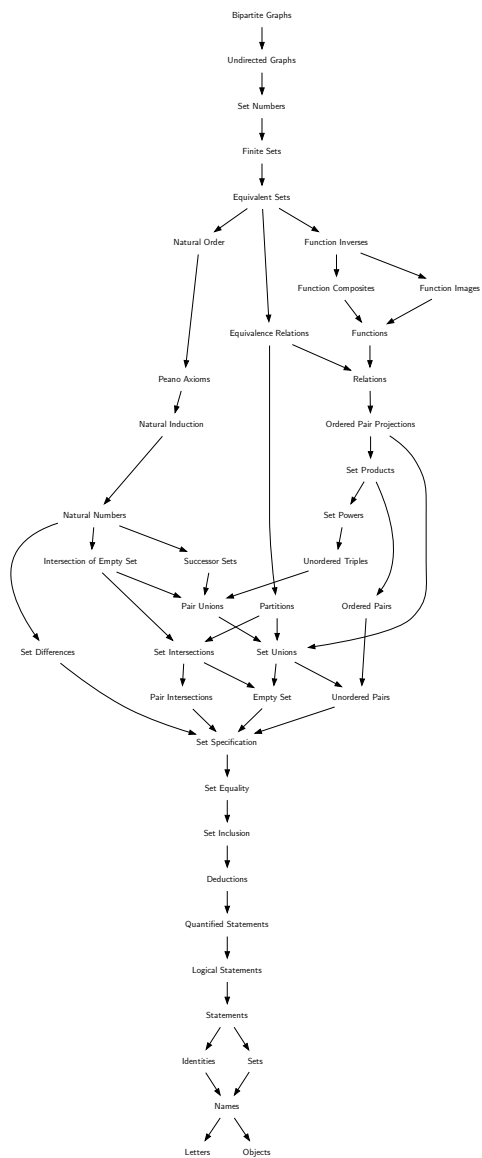 Bipartite Graphs
Undirected Graphs
Set Numbers
Finite Sets
Equivalent Sets
Natural Order
Function Inverses
Function Composites
Function Images
Equivalence Relations
Functions
Peano Axioms
Relations
Natural Induction
Ordered Pair Projections
Set Products
Natural Numbers
Set Powers
Intersection of Empty Set
Successor Sets
Unordered Triples
Pair Unions
Partitions
Ordered Pairs
Set Differences
Set Intersections
Set Unions
Pair Intersections
Empty Set
Unordered Pairs
Set Specification
Set Equality
Set Inclusion
Deductions
Quantified Statements
Logical Statements
Statements
Identities
Sets
Names
Letters
Objects